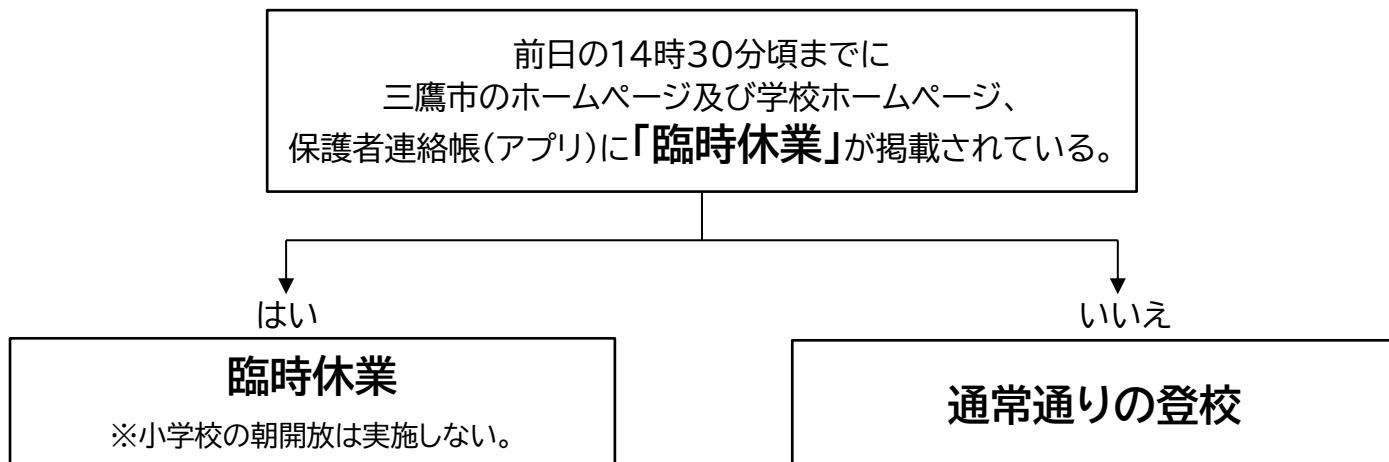 前日の14時30分頃までに
三鷹市のホームページ及び学校ホームページ、
保護者連絡帳(アプリ)に「臨時休業」が掲載されている。
はい
いいえ
臨時休業
※小学校の朝開放は実施しない。
通常通りの登校